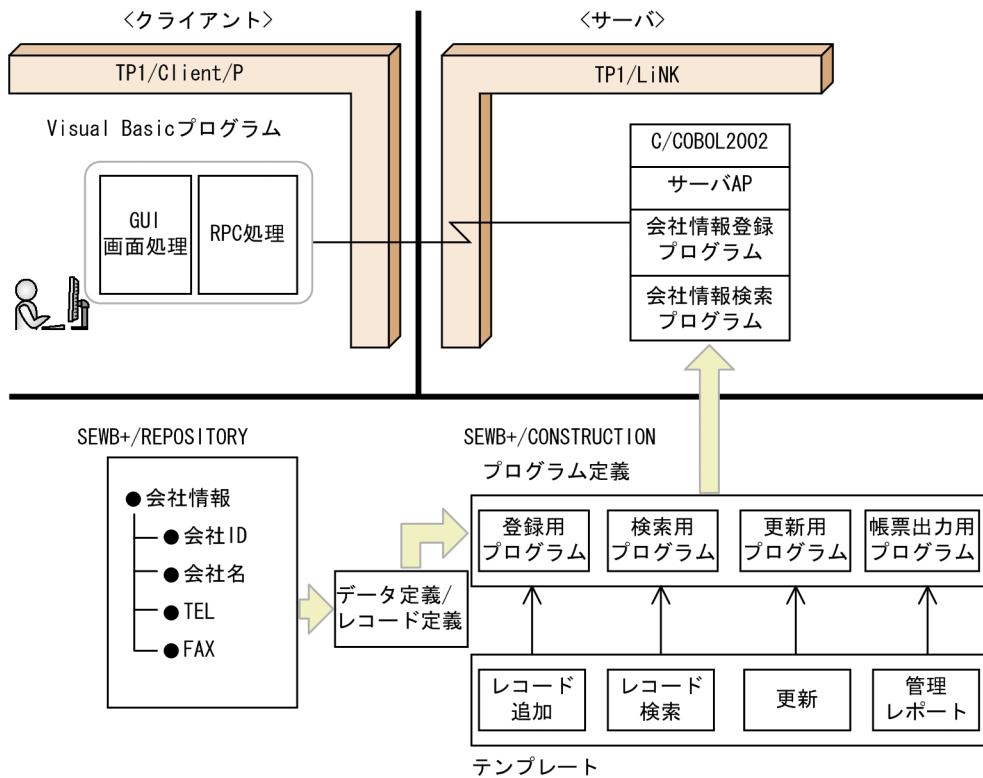 〈クライアント〉
〈サーバ〉
TP1/Client/P
TP1/LiNK
Visual Basicプログラム
GUI
画面処理
RPC処理
C/COBOL2002
サーバAP
会社情報登録
プログラム
会社情報検索
プログラム
SEWB+/REPOSITORY
●会社情報
●会社ID
●会社名
●TEL
●FAX
データ定義/
レコード定義
SEWB+/CONSTRUCTION
プログラム定義
登録用
プログラム
検索用
プログラム
更新用
プログラム
帳票出力用
プログラム
レコード
追加
レコード
検索
更新
管理
レポート
テンプレート